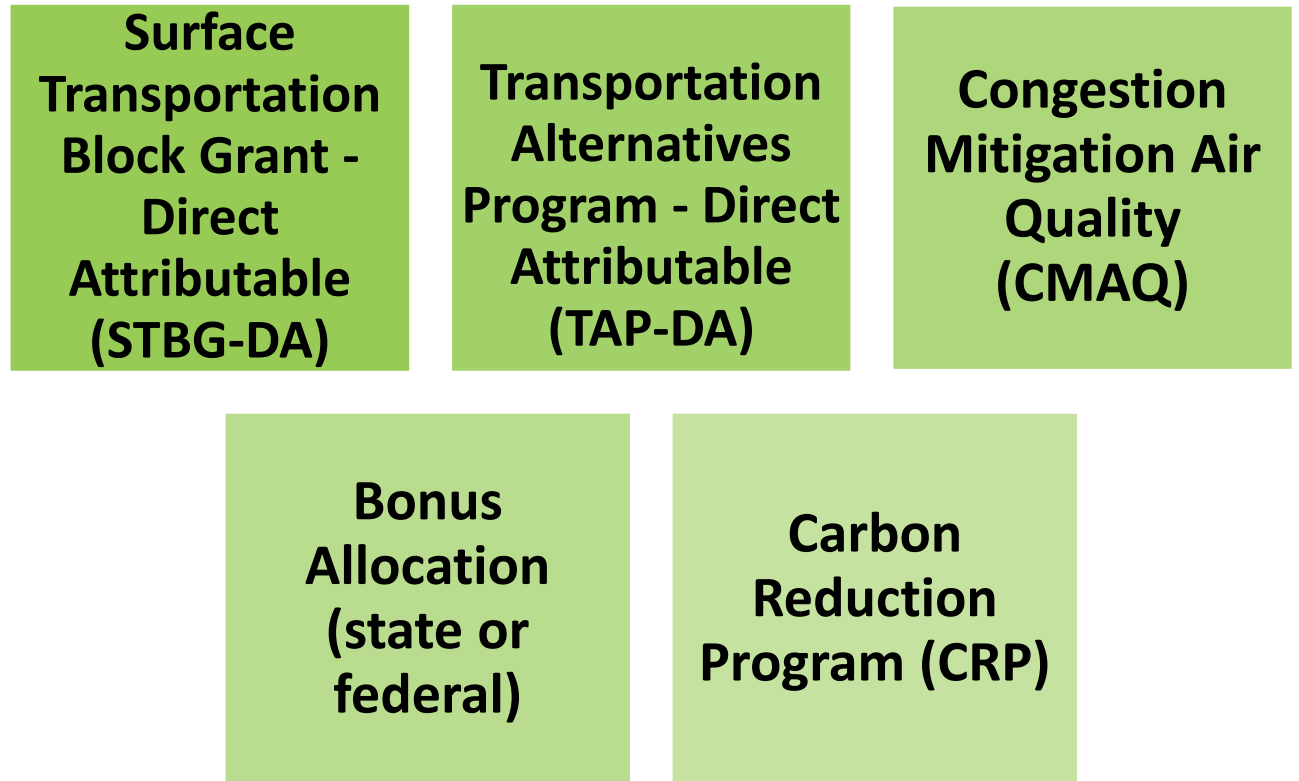 Surface
Transportation
Block Grant -
Direct
Attributable
(STBG-DA)
Transportation
Alternatives
Program - Direct
Attributable
(TAP-DA)
Congestion
Mitigation Air
Quality
(CMAQ)
Bonus
Allocation
(state or
federal)
Carbon
Reduction
Program (CRP)